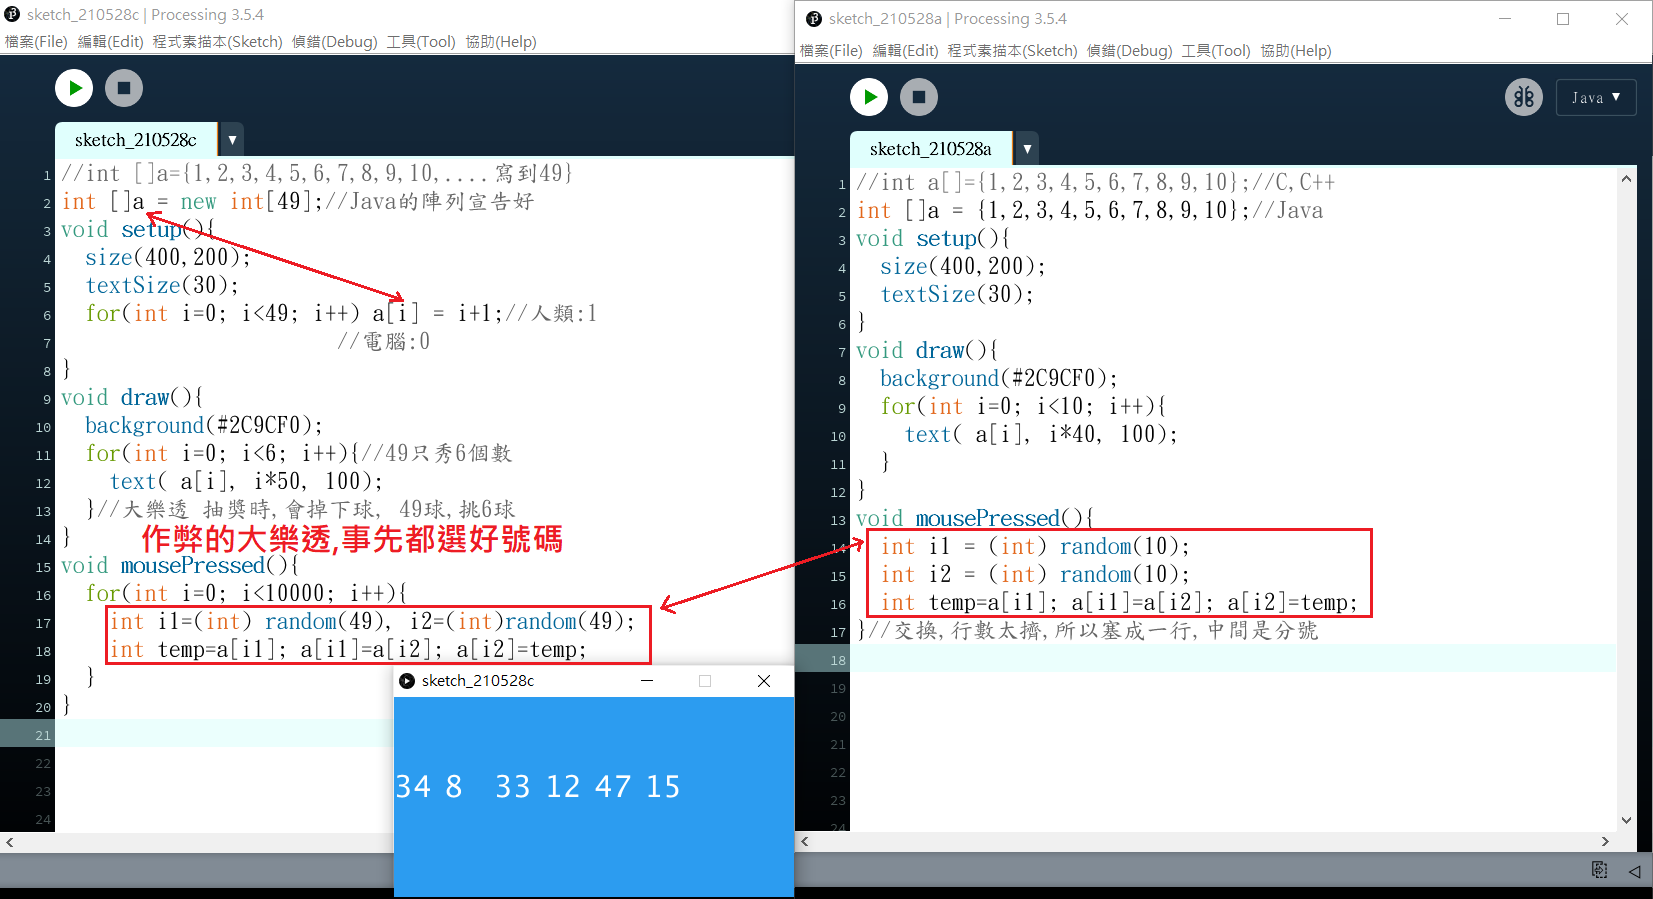 sketch_210528c | Processing 3.5.4
檔案(File) 編輯(Edit) 程式素描本(Sketch) 偵錯(Debug) 工具(Tool) 協助(Help)
sketch_210528c ▼
1 //int []a={1,2,3,4,5,6,7,8,9,10,....寫到49}
2 int []a = new int[49];//Java的陣列宣告好
3 void setup(){
4 size(400,200);
5 textSize(30);
6 for(int i=0; i<49; i++) a[i] = i+1;//人類:1
7 //電腦:0
8 }
9 void draw(){
10 background(#2C9CF0);
11 for(int i=0; i<6; i++){//49只秀6個數
12 text( a[i], i*50, 100);
13 }//大樂透 抽獎時,會掉下球, 49球,挑6球
14 }
作弊的大樂透,事先都選好號碼
15 void mousePressed(){
16 for(int i=0; i<10000; i++){
17 int i1=(int) random(49), i2=(int)random(49);
18 int temp=a[i1]; a[i1]=a[i2]; a[i2]=temp;
19 }
20 }
21
22
23
24
sketch_210528c
34 8 33 12 47 15
sketch_210528a | Processing 3.5.4
檔案(File) 編輯(Edit) 程式素描本(Sketch) 偵錯(Debug) 工具(Tool) 協助(Help)
Java ▼
sketch_210528a ▼
1 //int a[]={1,2,3,4,5,6,7,8,9,10};//C,C++
2 int []a = {1,2,3,4,5,6,7,8,9,10};//Java
3 void setup(){
4 size(400,200);
5 textSize(30);
6 }
7 void draw(){
8 background(#2C9CF0);
9 for(int i=0; i<10; i++){
10 text( a[i], i*40, 100);
11 }
12 }
13 void mousePressed(){
14 int i1 = (int) random(10);
15 int i2 = (int) random(10);
16 int temp=a[i1]; a[i1]=a[i2]; a[i2]=temp;
17 }//交換,行數太擠,所以塞成一行,中間是分號
18
19
20
21
22
23
24